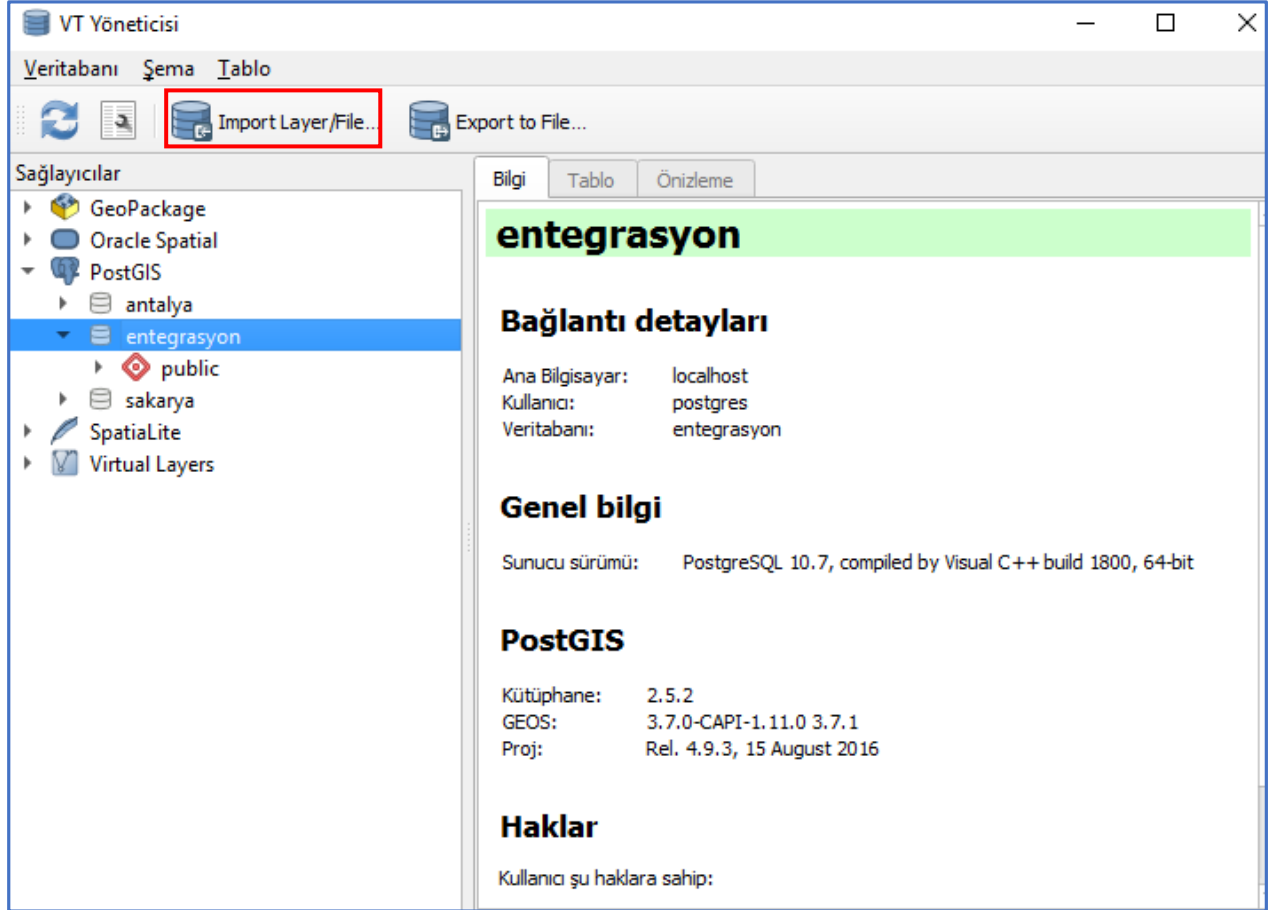 VT Yöneticisi
Veritabanı Şema Tablo
Import Layer/File... Export to File...
Sağlayıcılar
GeoPackage
Oracle Spatial
PostGIS
antalya
entegrasyon
public
sakarya
SpatiaLite
Virtual Layers
Bilgi Tablo Önizleme
entegrasyon
Bağlantı detayları
Ana Bilgisayar: localhost
Kullanıcı: postgres
Veritabanı: entegrasyon
Genel bilgi
Sunucu sürümü: PostgreSQL 10.7, compiled by Visual C++ build 1800, 64-bit
PostGIS
Kütüphane: 2.5.2
GEOS: 3.7.0-CAPI-1.11.0 3.7.1
Proj: Rel. 4.9.3, 15 August 2016
Haklar
Kullanıcı şu haklara sahip: